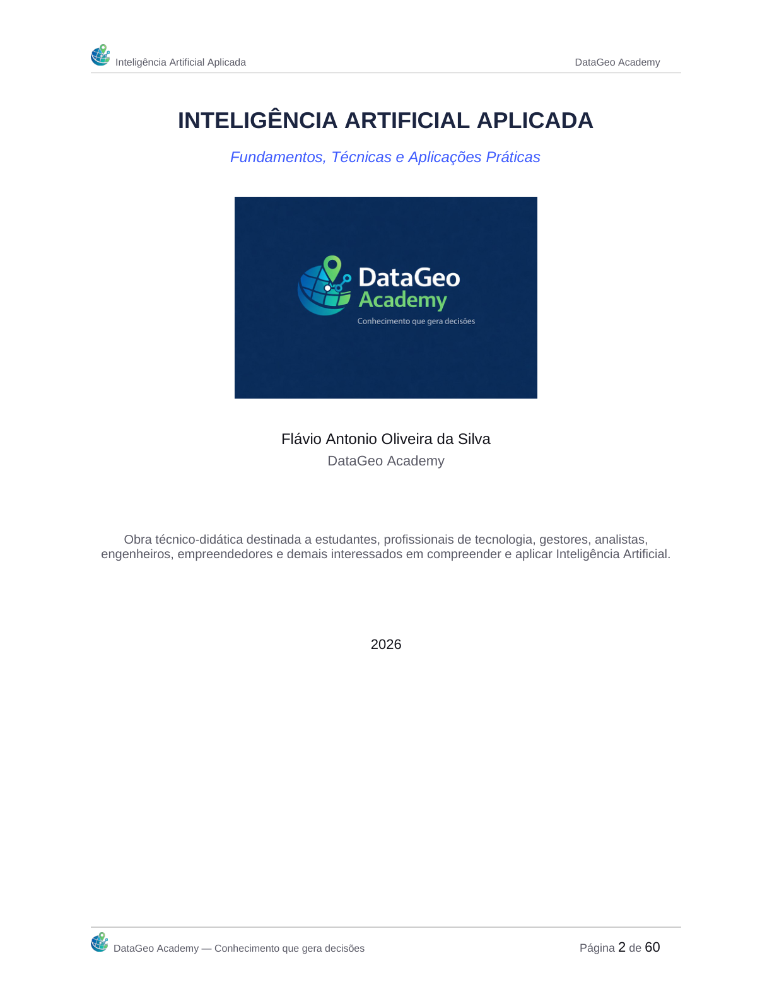 Inteligência Artificial Aplicada DataGeo Academy
INTELIGÊNCIA ARTIFICIAL APLICADA
Fundamentos, Técnicas e Aplicações Práticas
DataGeo
Academy
Conhecimento que gera decisões
Flávio Antonio Oliveira da Silva
DataGeo Academy
Obra técnico-didática destinada a estudantes, profissionais de tecnologia, gestores, analistas,
engenheiros, empreendedores e demais interessados em compreender e aplicar Inteligência Artificial.
2026
DataGeo Academy — Conhecimento que gera decisões Página 2 de 60